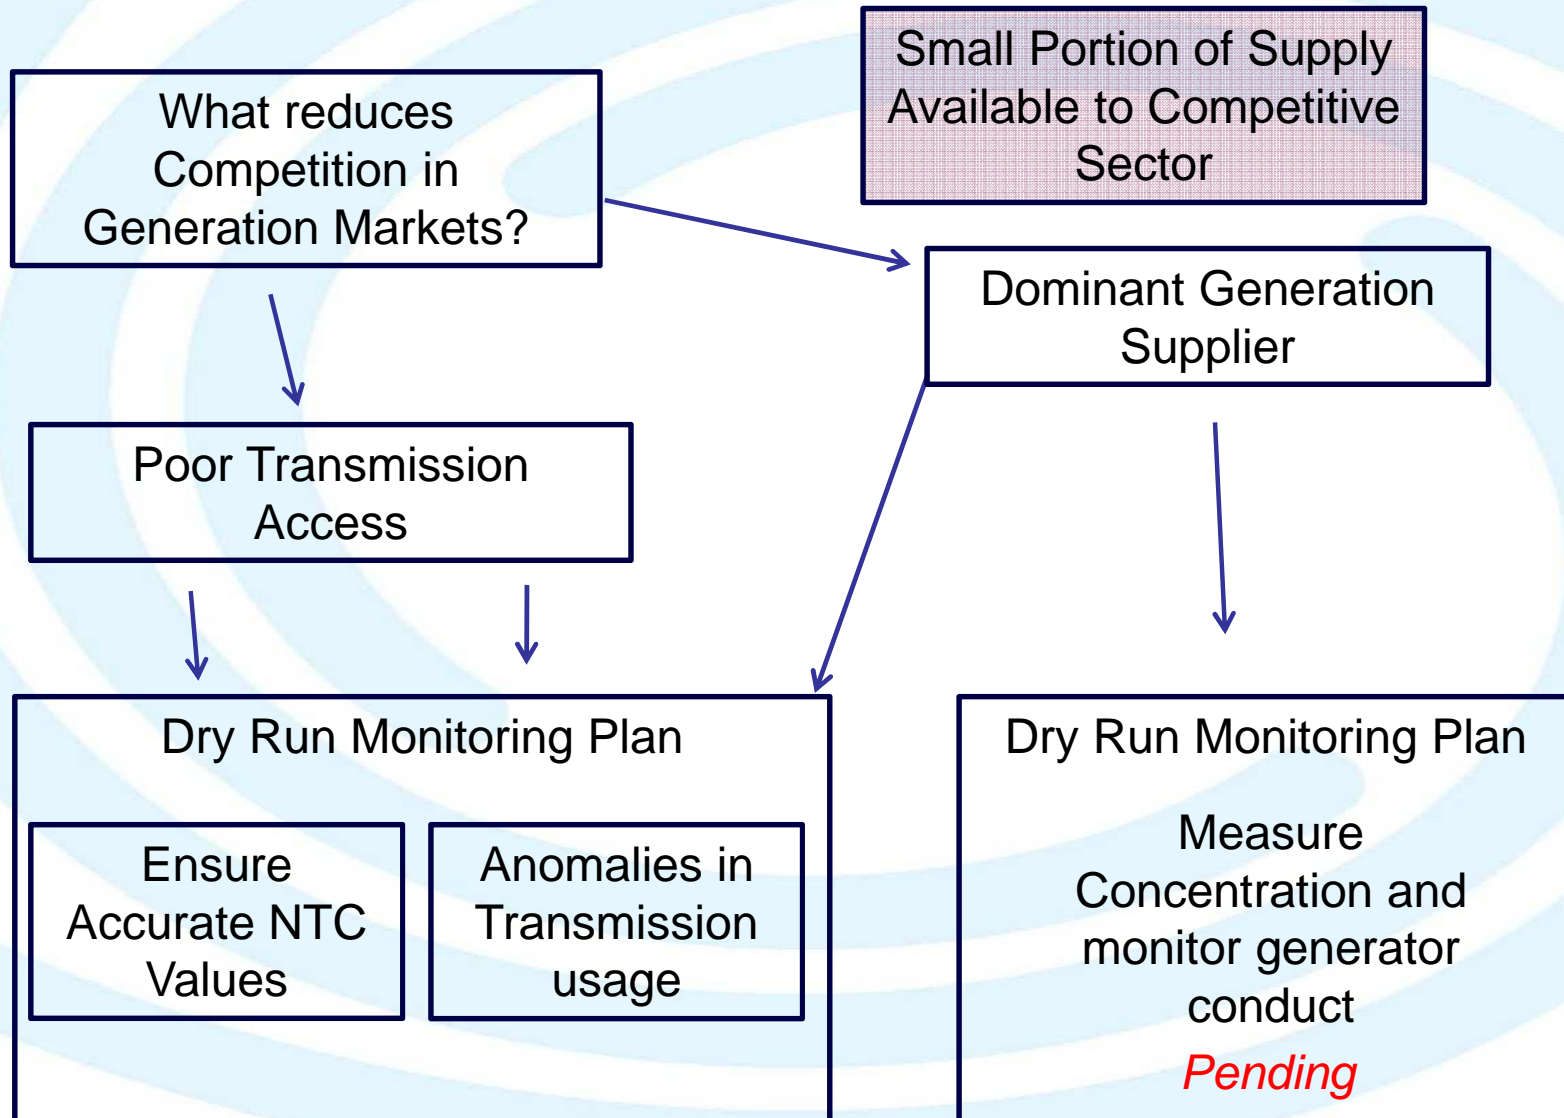 Small Portion of Supply
Available to Competitive
Sector
What reduces
Competition in
Generation Markets?
Dominant Generation
Supplier
Poor Transmission
Access
Dry Run Monitoring Plan
Ensure
Accurate NTC
Values
Anomalies in
Transmission
usage
Dry Run Monitoring Plan
Measure
Concentration and
monitor generator
conduct
Pending